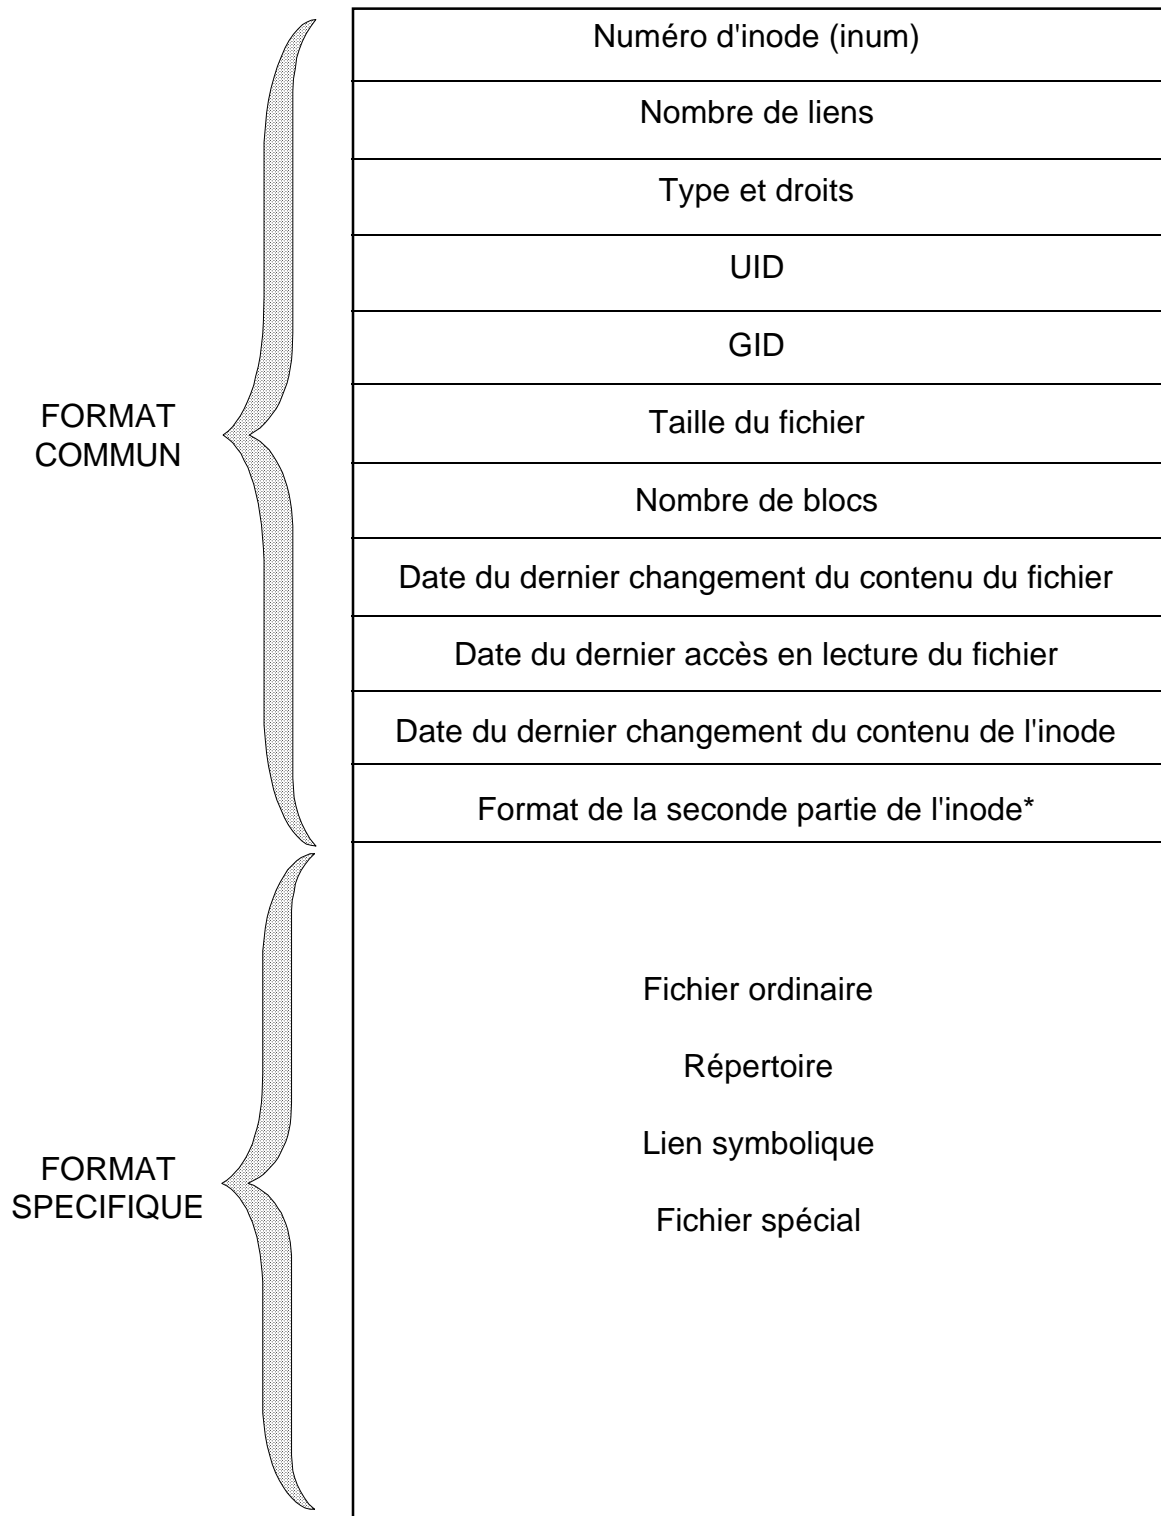 Numéro d'inode (inum)
Nombre de liens
Type et droits
UID
GID
FORMAT
COMMUN
Taille du fichier
Nombre de blocs
Date du dernier changement du contenu du fichier
Date du dernier accès en lecture du fichier
Date du dernier changement du contenu de l'inode
Format de la seconde partie de l'inode*
FORMAT
SPECIFIQUE
Fichier ordinaire
Répertoire
Lien symbolique
Fichier spécial